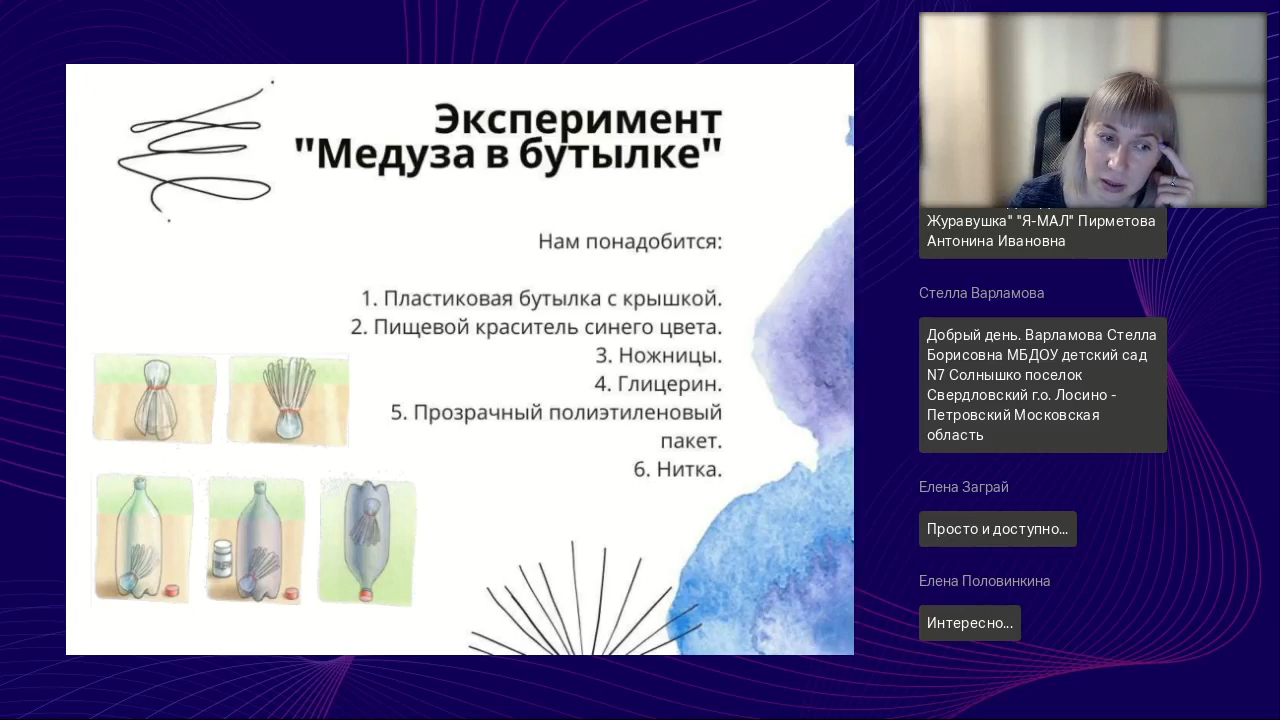 Эксперимент
"Медуза в бутылке"
Нам понадобится:
1. Пластиковая бутылка с крышкой.
2. Пищевой краситель синего цвета.
3. Ножницы.
4. Глицерин.
5. Прозрачный полиэтиленовый
пакет.
6. Нитка.
Журавушка" "Я-МАЛ" Пирметова
Антонина Ивановна
Стелла Варламова
Добрый день. Варламова Стелла
Борисовна МБДОУ детский сад
N7 Солнышко поселок
Свердловский г.о. Лосино -
Петровский Московская
область
Елена Заграй
Просто и доступно...
Елена Половинкина
Интересно...